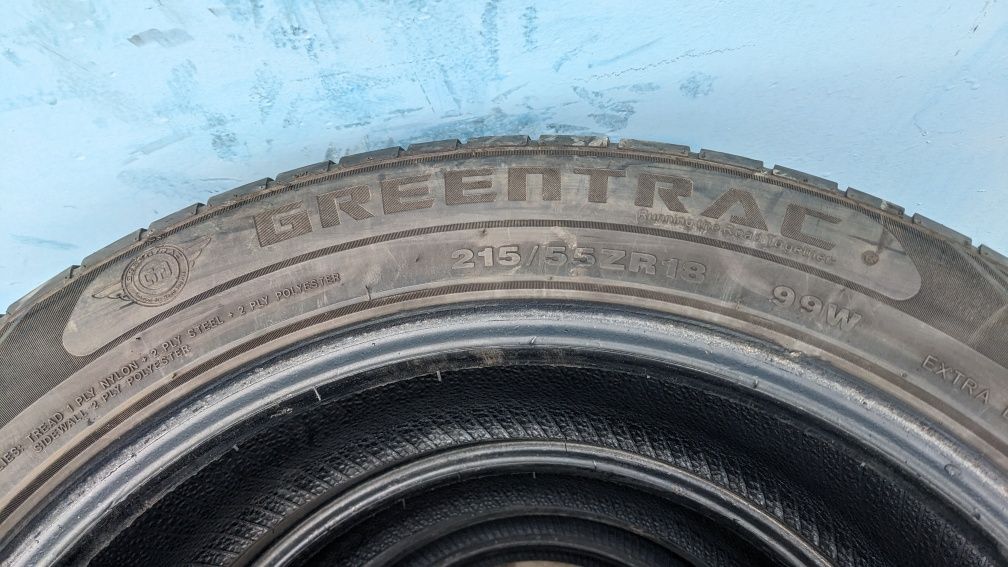 GREENTRAC
Running the Road Together
215/55ZR18 99W
EXTRA
LIES: TREAD 1 PLY NYLON + 2 PLY STEEL + 2 PLY POLYESTER
SIDEWALL 2 PLY POLYESTER